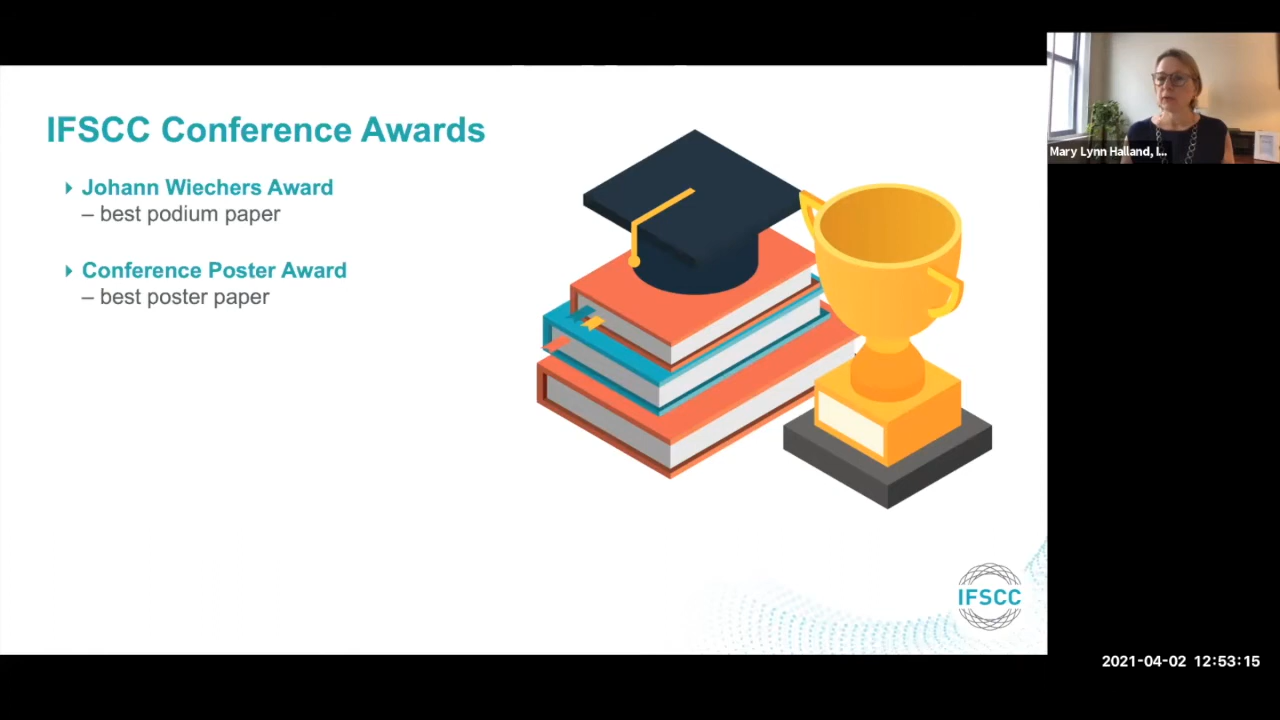 IFSCC Conference Awards
Johann Wiechers Award
– best podium paper
Conference Poster Award
– best poster paper
IFSCC
Mary Lynn Halland, I...
2021-04-02 12:53:15